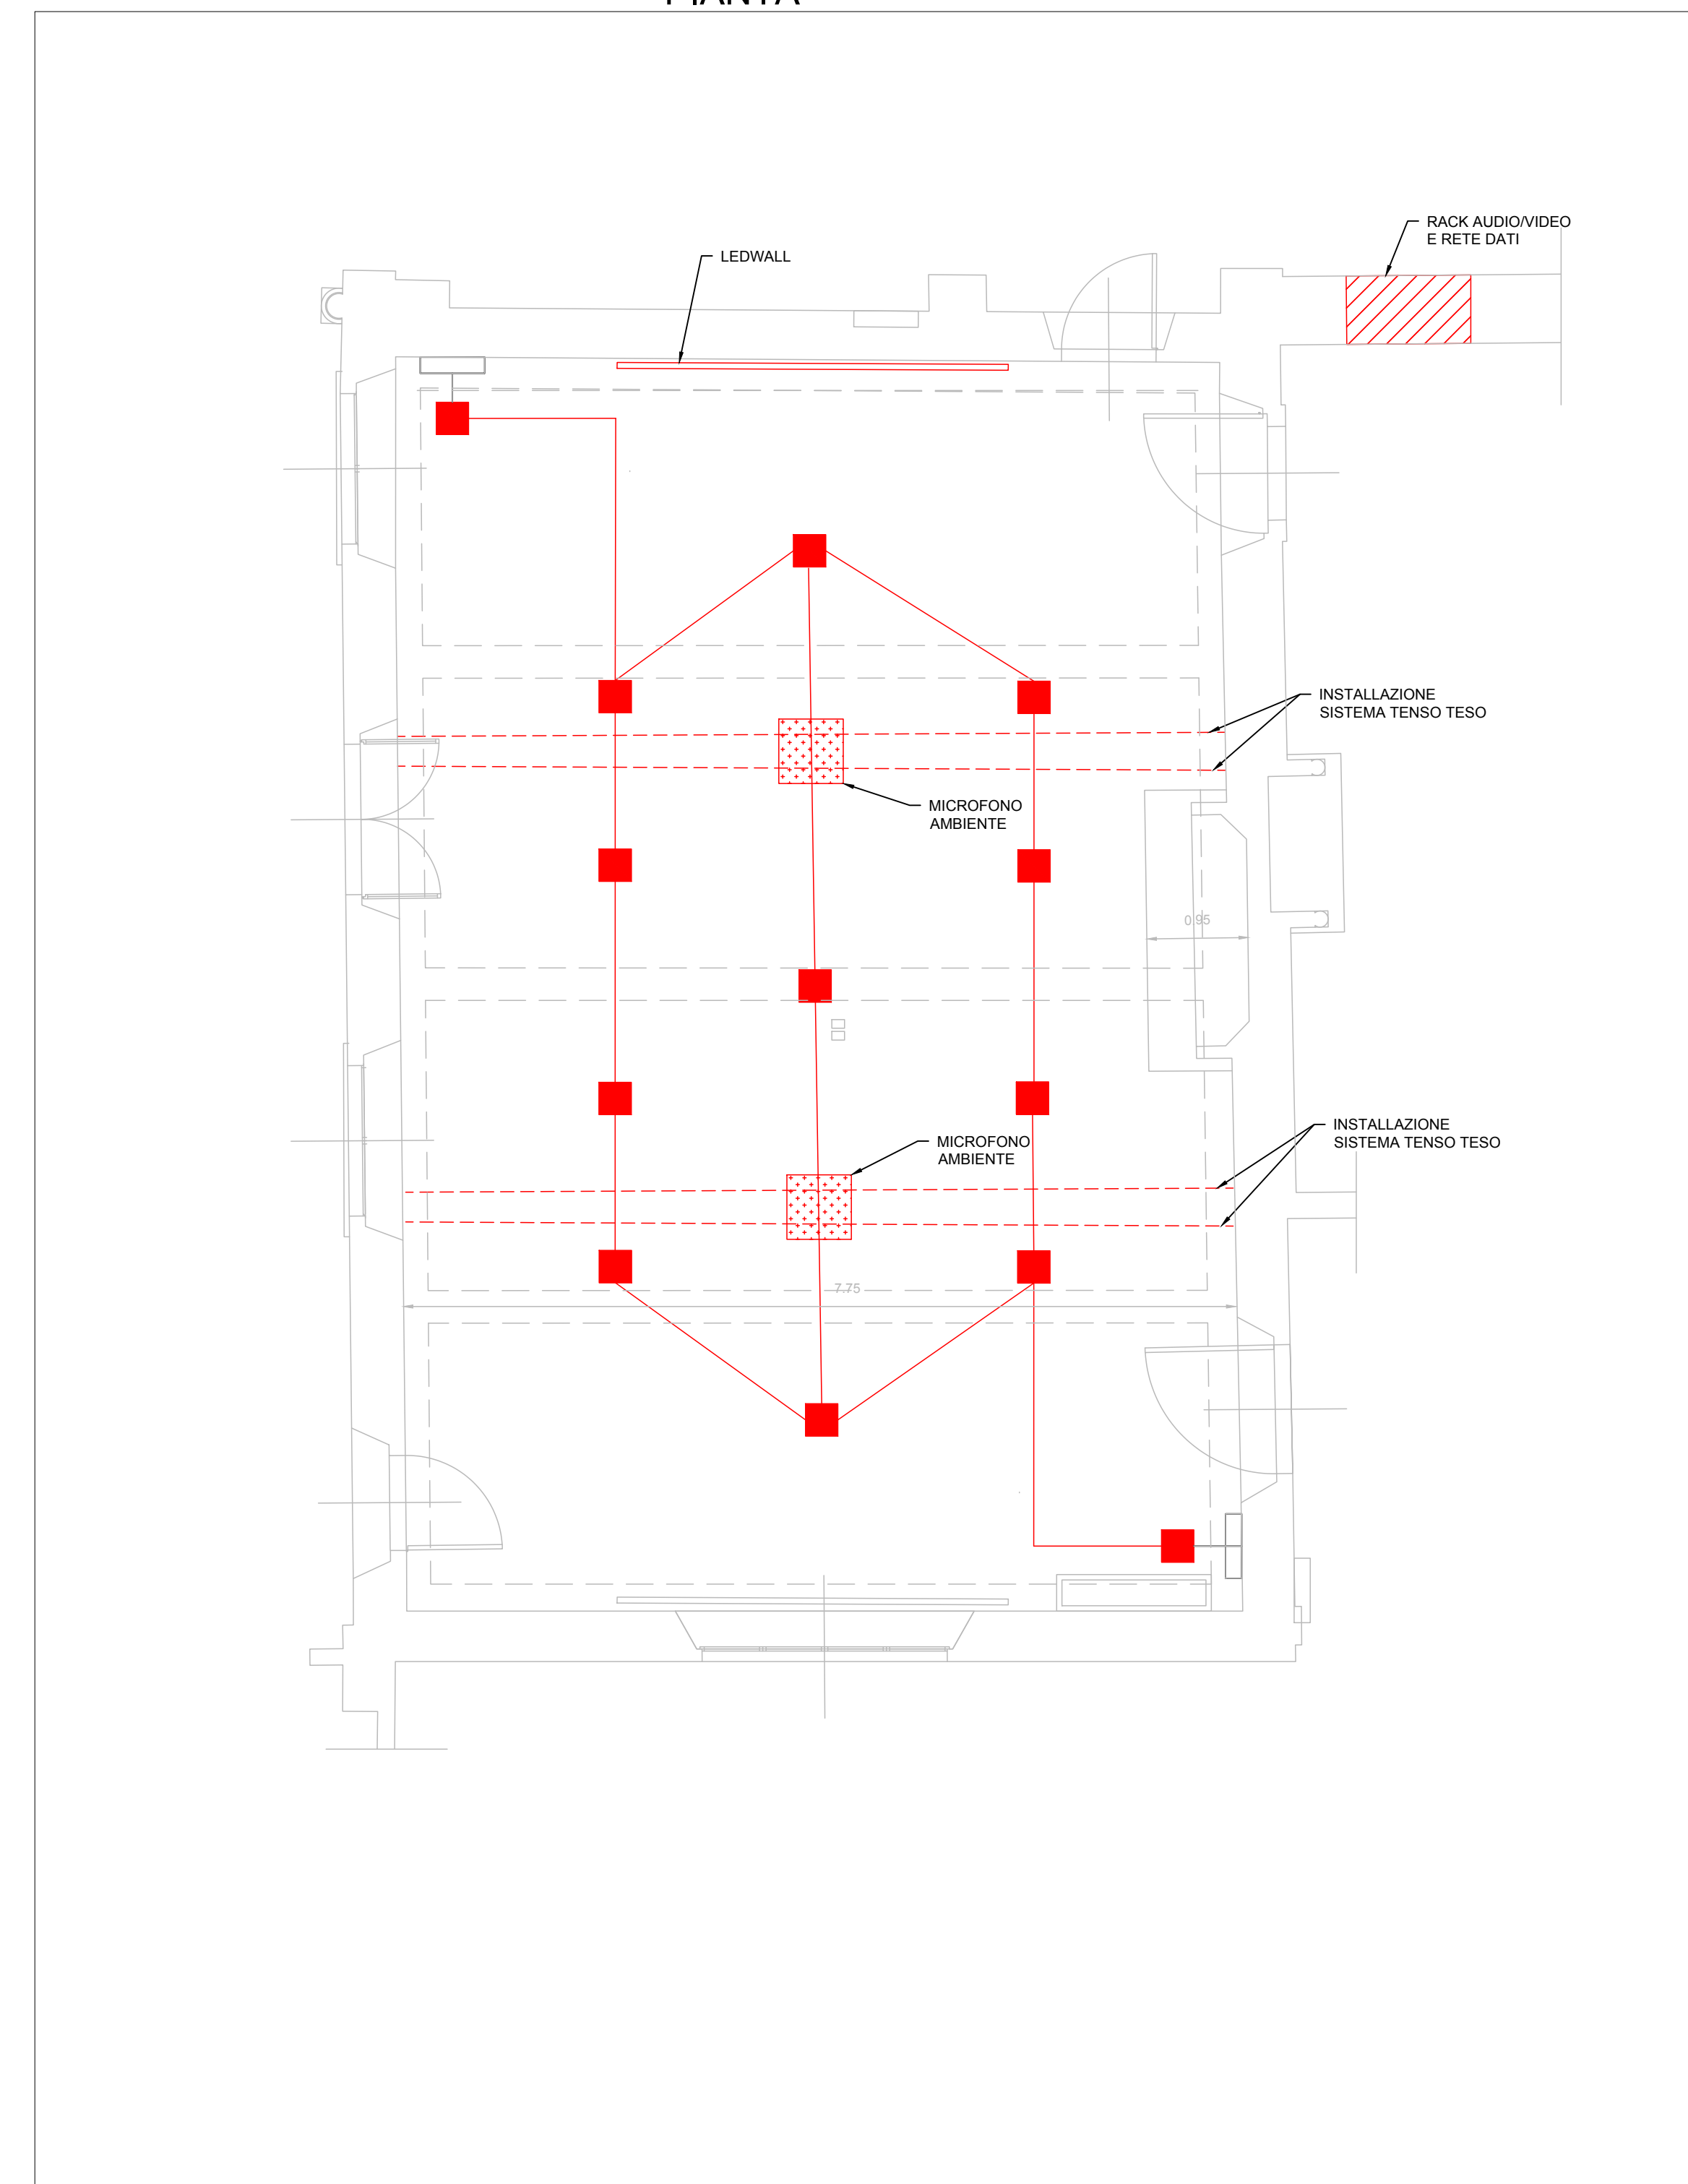 PIANTA
RACK AUDIO/VIDEO
E RETE DATI
LEDWALL
INSTALLAZIONE
SISTEMA TENSO TESO
MICROFONO
AMBIENTE
0.95
INSTALLAZIONE
SISTEMA TENSO TESO
MICROFONO
AMBIENTE
7.75